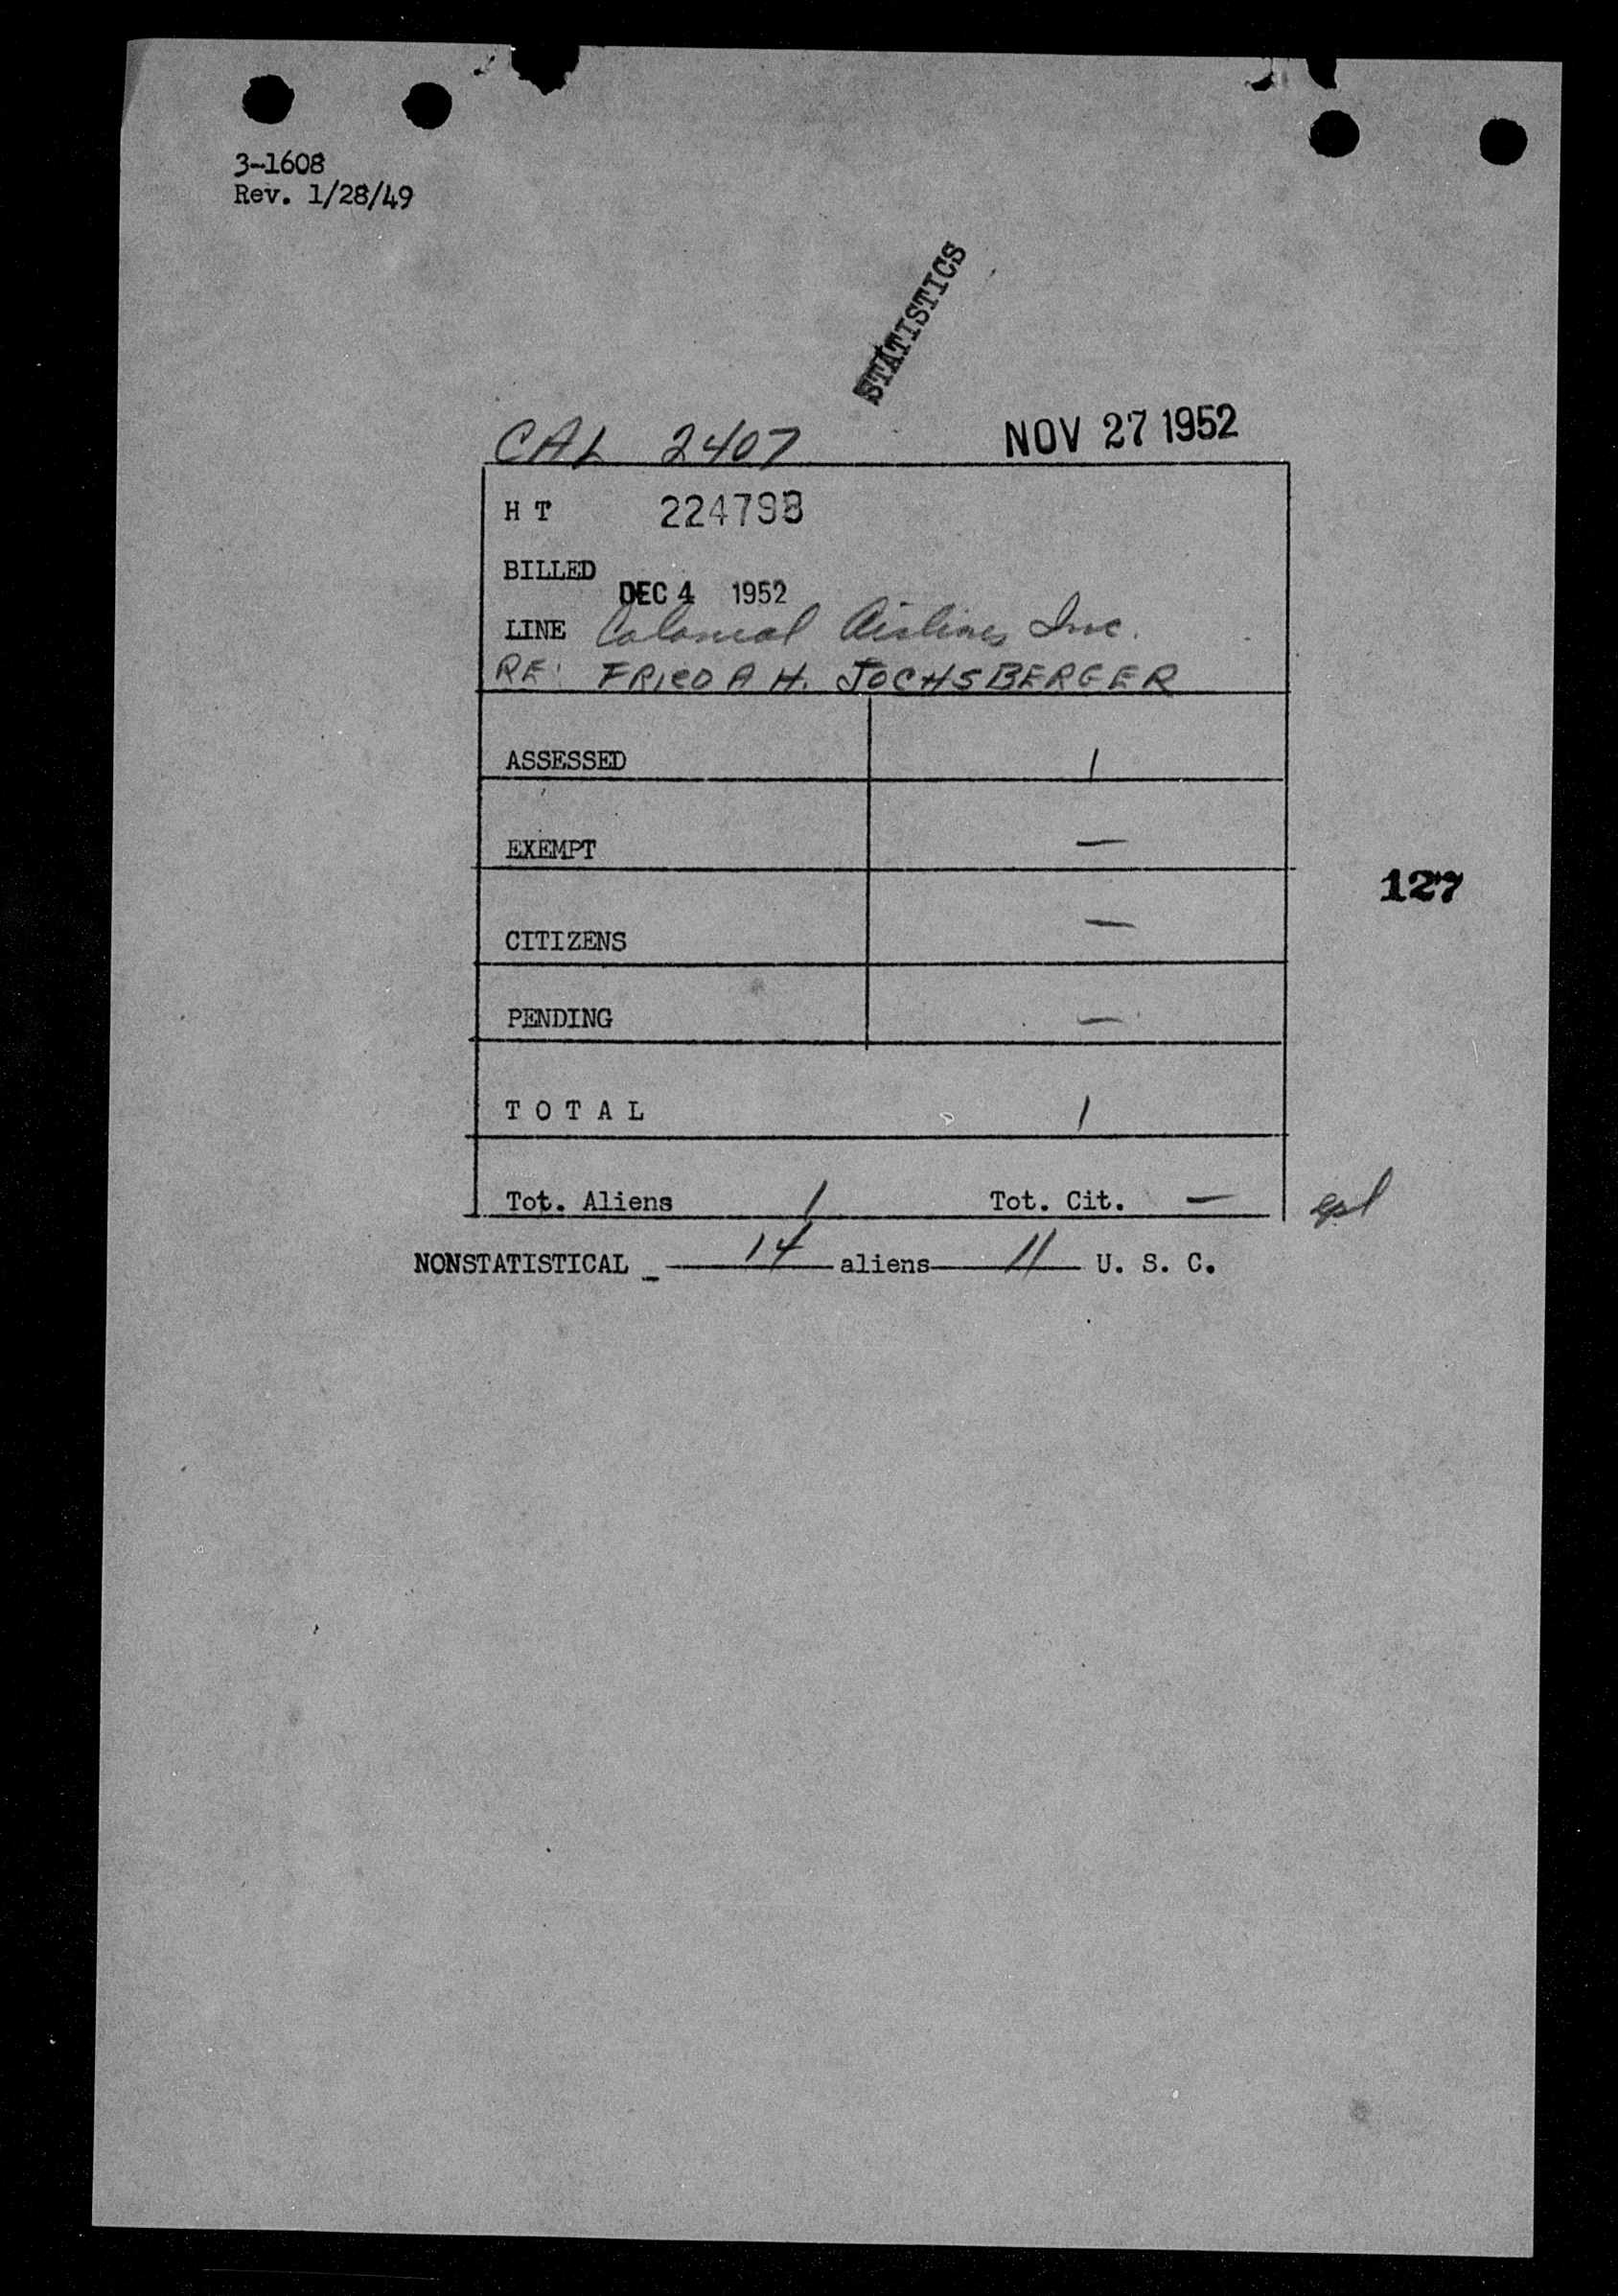 3-1608
Rev. 1/28/49
STATISTICS
CAL 2407 NOV 27 1952
H T 224798
BILLED DEC 4 1952
LINE Colonial Airlines Inc.
RE: FRIEDA H. JOCHSBERGER
ASSESSED 1
EXEMPT —
127
CITIZENS —
PENDING —
T O T A L 1
Tot. Aliens 1 Tot. Cit. —
NONSTATISTICAL - 14 aliens 11 U. S. C.